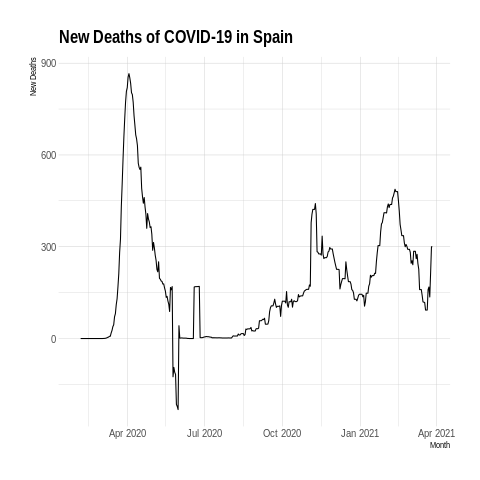 New Deaths of COVID-19 in Spain
New Deaths
900
600
300
0
Apr 2020 Jul 2020 Oct 2020 Jan 2021 Apr 2021
Month